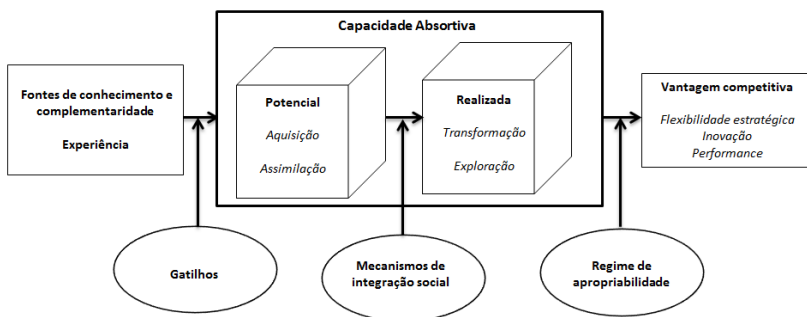 Capacidade Absortiva
Fontes de conhecimento e
complementaridade
Experiência
Potencial
Aquisição
Assimilação
Realizada
Transformação
Exploração
Vantagem competitiva
Flexibilidade estratégica
Inovação
Performance
Gatilhos
Mecanismos de
integração social
Regime de
apropriabilidade